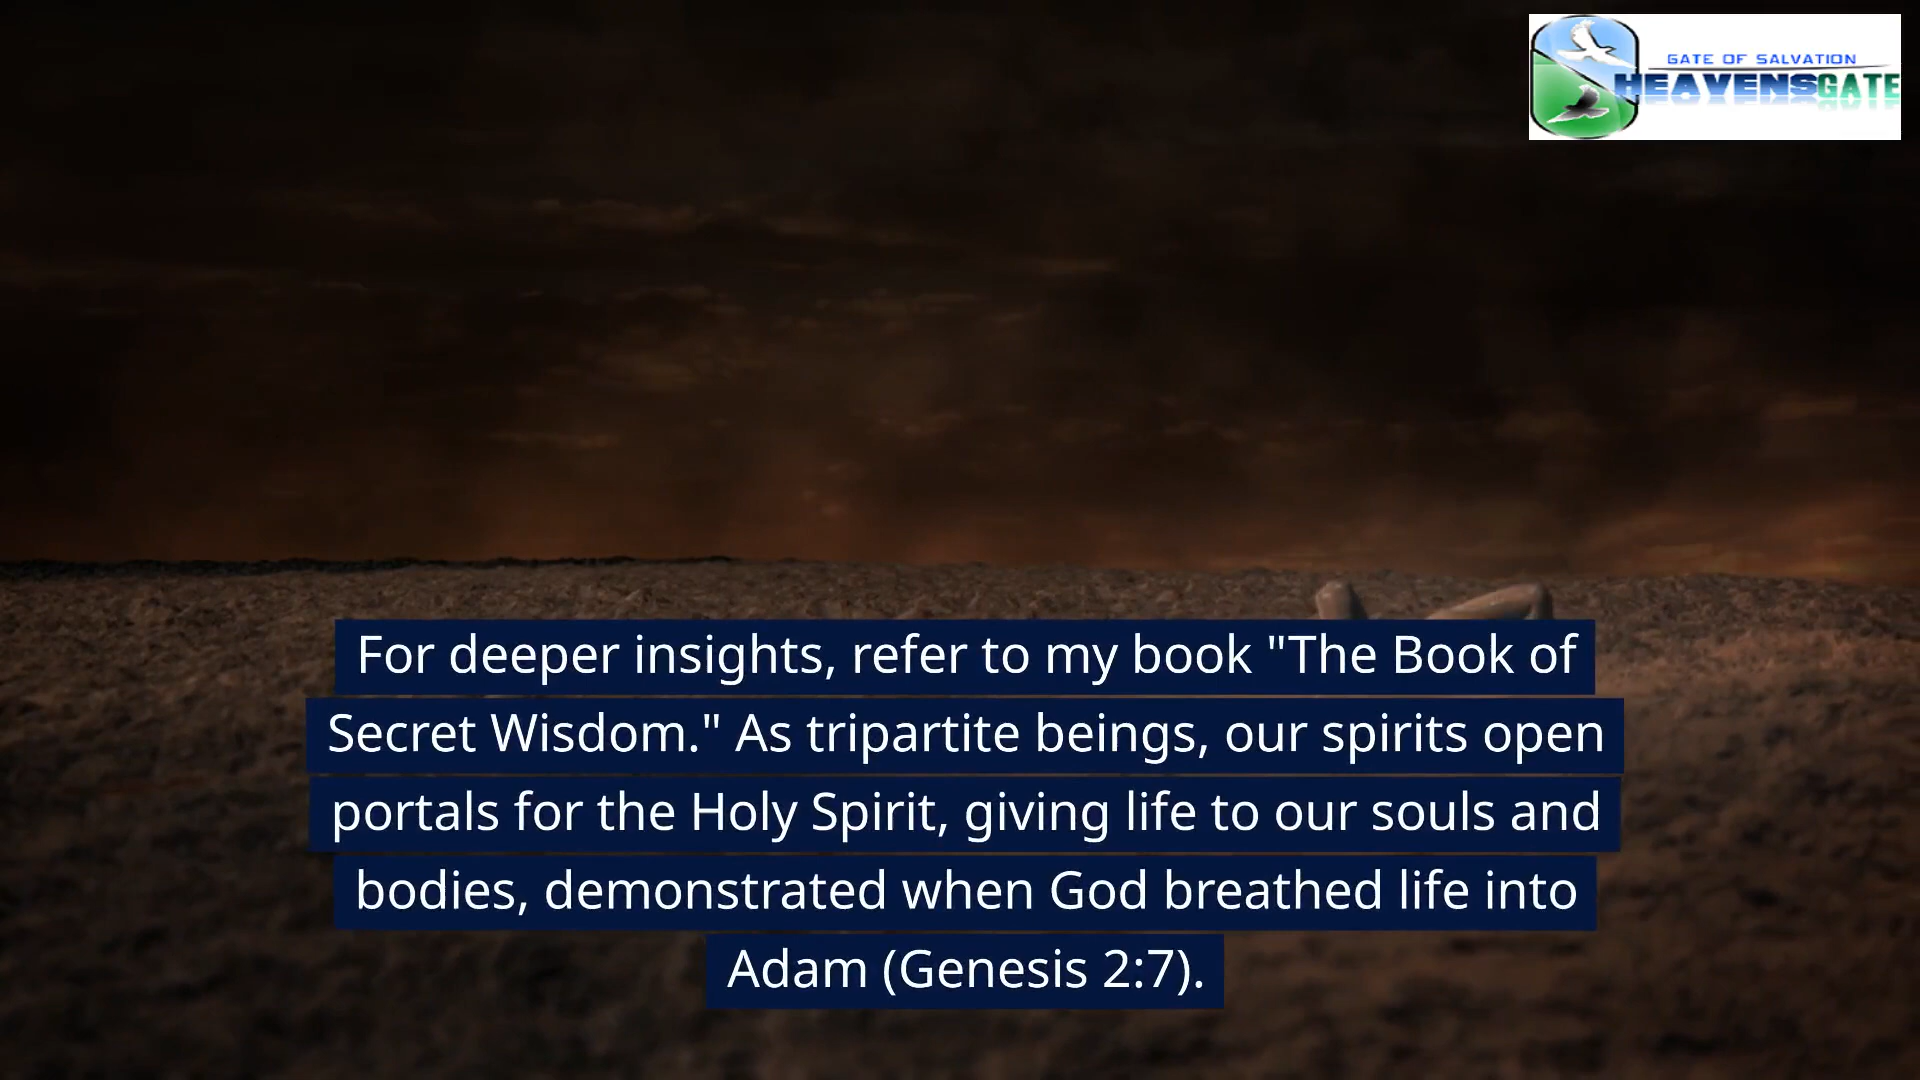 GATE OF SALVATION
HEAVENSGATE
For deeper insights, refer to my book "The Book of
Secret Wisdom." As tripartite beings, our spirits open
portals for the Holy Spirit, giving life to our souls and
bodies, demonstrated when God breathed life into
Adam (Genesis 2:7).